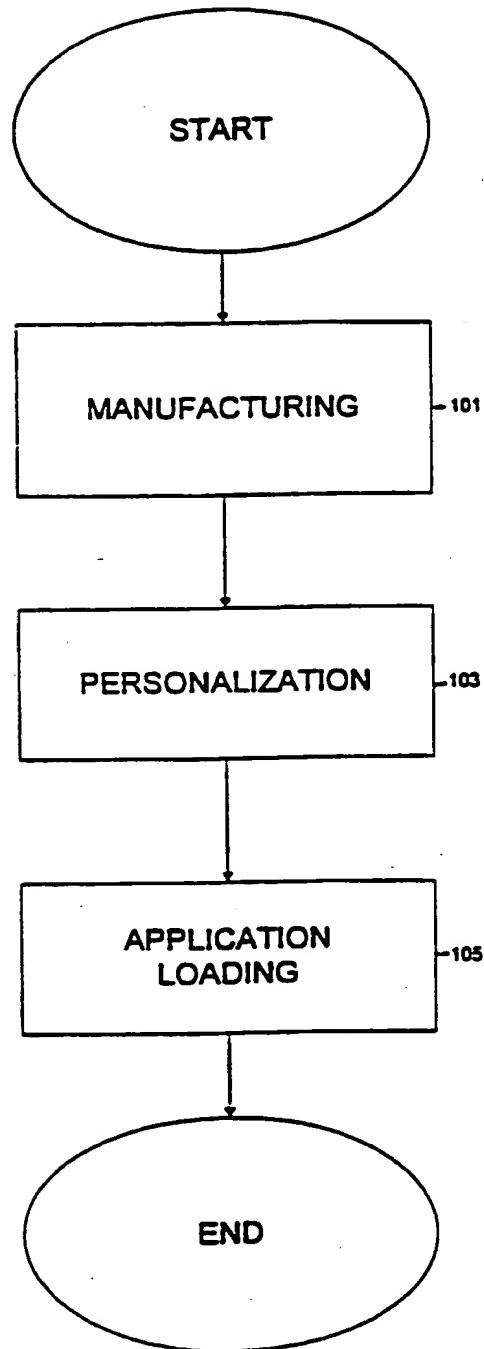 START
MANUFACTURING
101
PERSONALIZATION
103
APPLICATION
LOADING
105
END